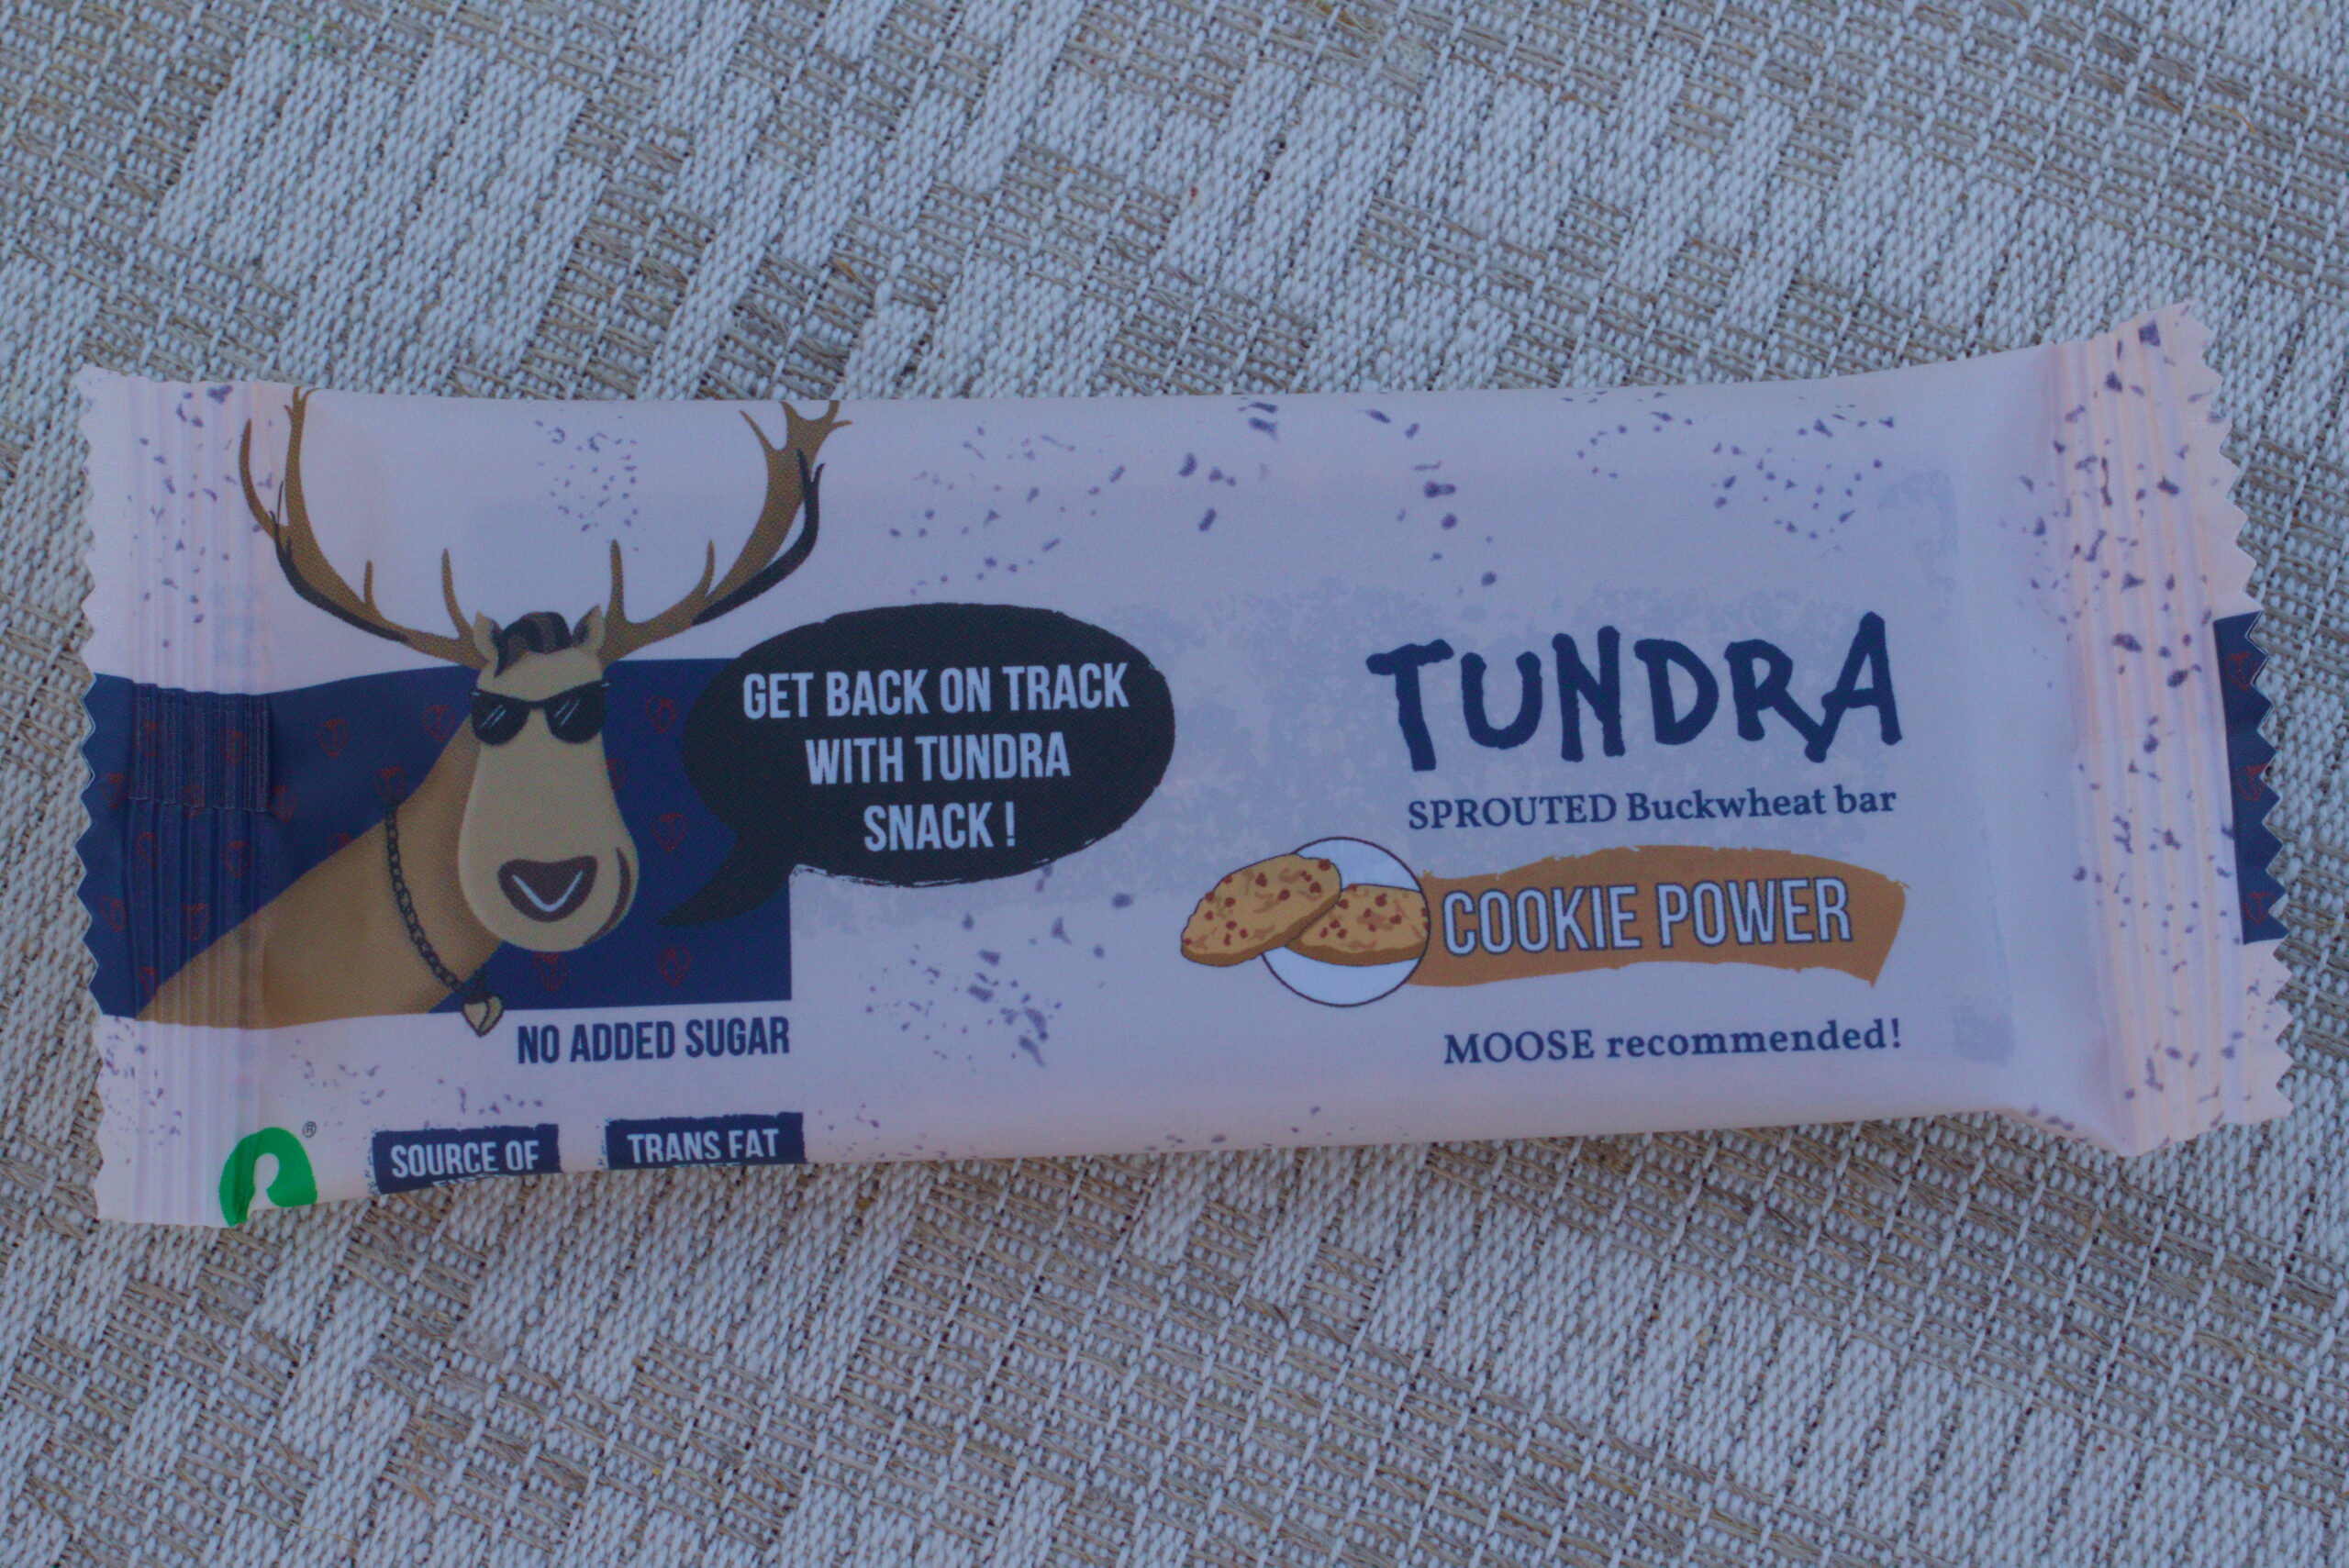 GET BACK ON TRACK
WITH TUNDRA
SNACK !
TUNDRA
SPROUTED Buckwheat bar
COOKIE POWER
MOOSE recommended!
NO ADDED SUGAR
®
SOURCE OF
TRANS FAT